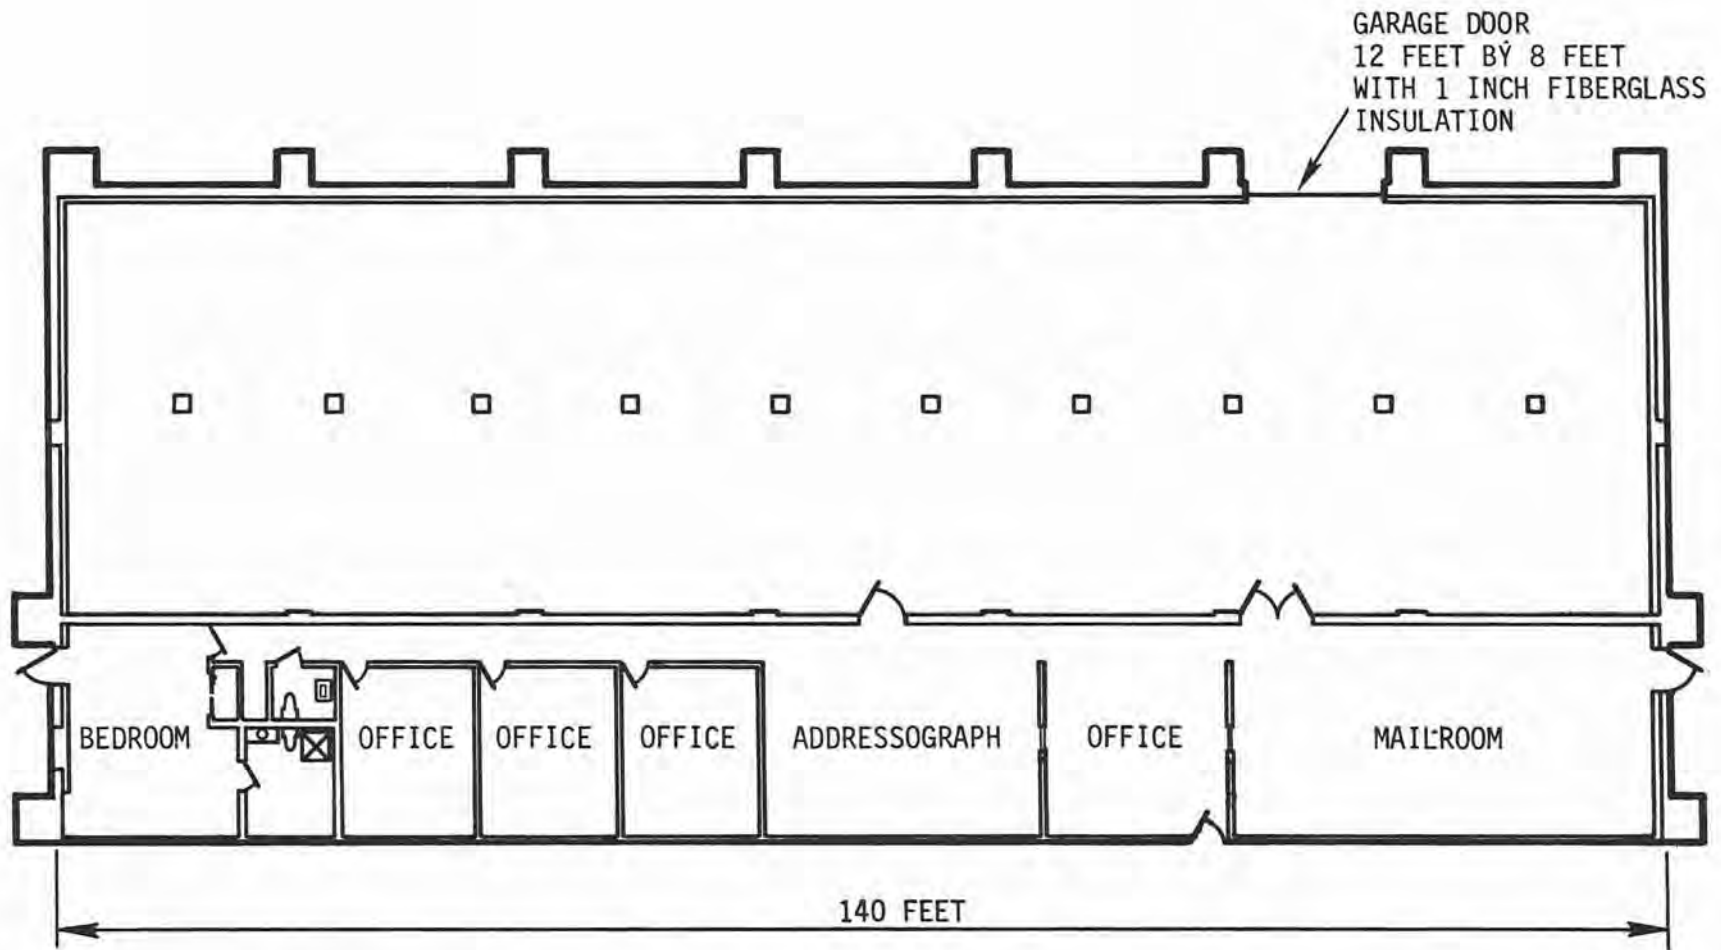 GARAGE DOOR
12 FEET BY 8 FEET
WITH 1 INCH FIBERGLASS
INSULATION
BEDROOM
OFFICE
OFFICE
OFFICE
ADDRESSOGRAPH
OFFICE
MAILROOM
140 FEET